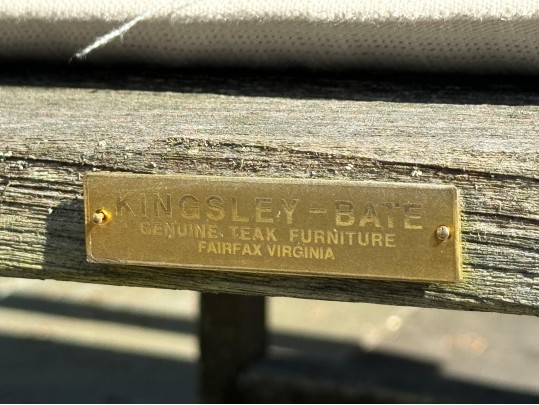 KINGSLEY-BATE
GENUINE TEAK FURNITURE
FAIRFAX VIRGINIA